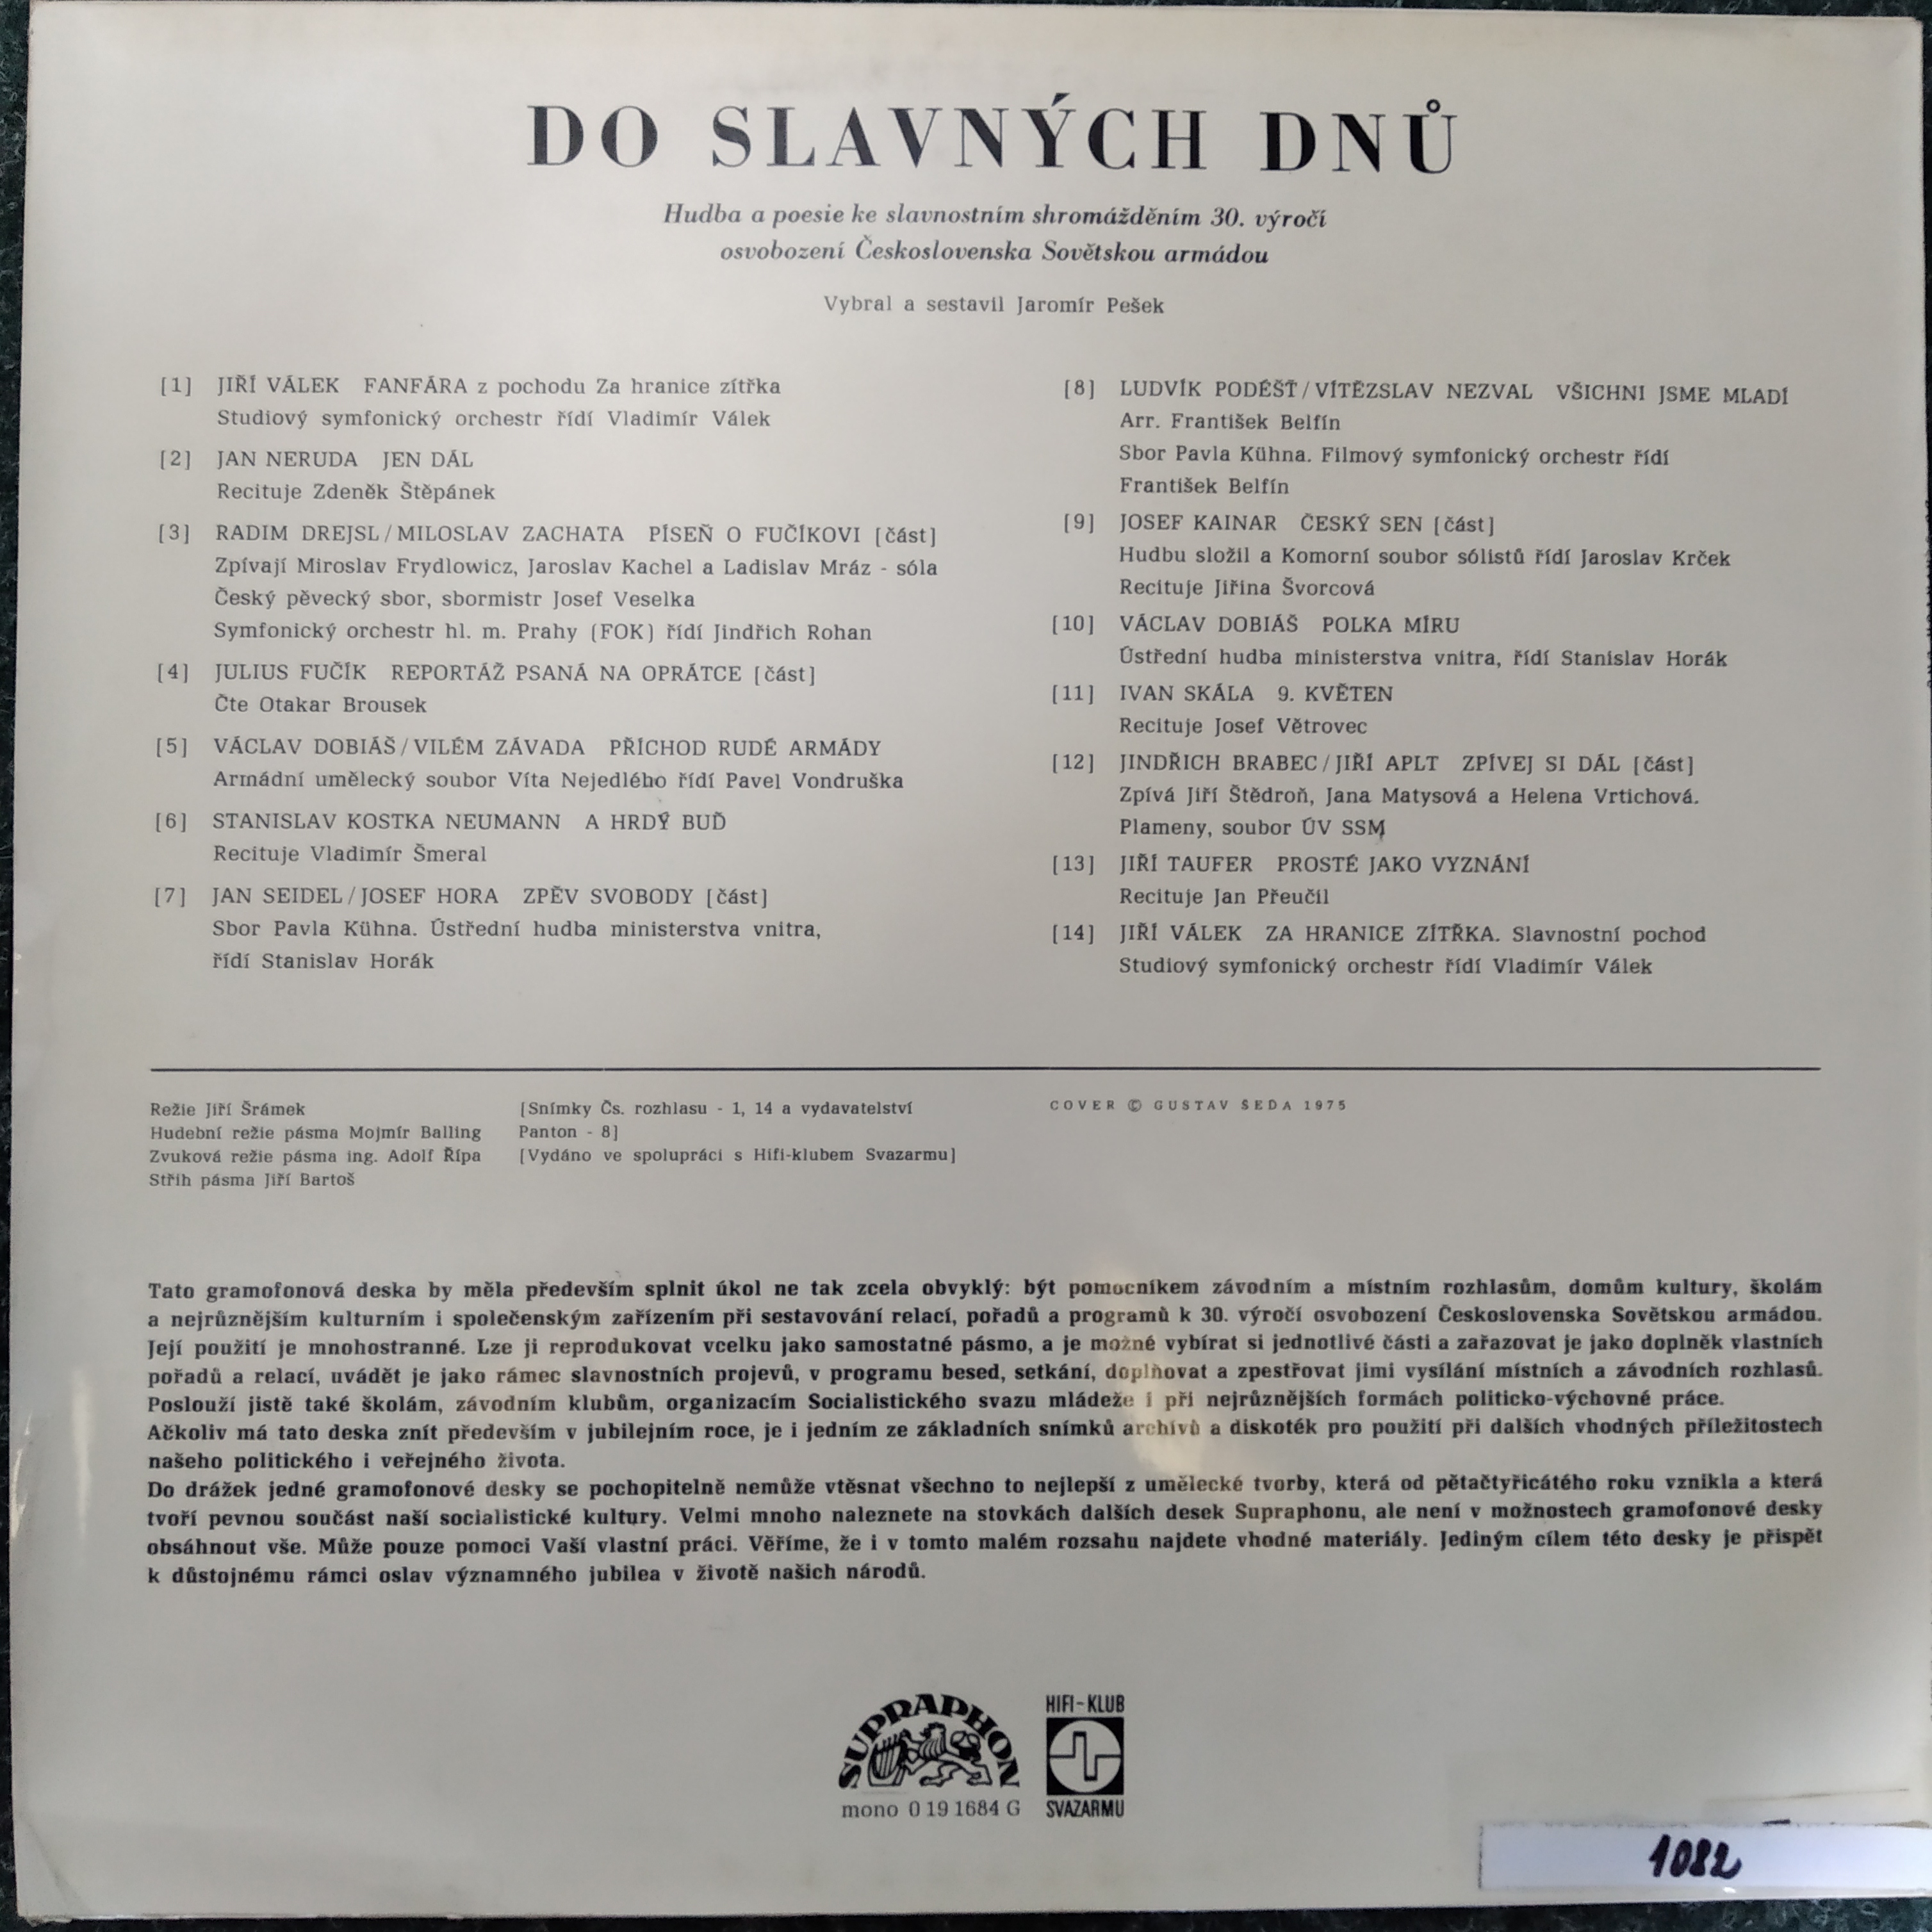 DO SLAVNÝCH DNŮ
Hudba a poesie ke slavnostním shromážděním 30. výročí
osvobození Československa Sovětskou armádou
Vybral a sestavil Jaromír Pešek
[1] JIŘÍ VÁLEK FANFÁRA z pochodu Za hranice zítřka
Studiový symfonický orchestr řídí Vladimír Válek
[2] JAN NERUDA JEN DÁL
Recituje Zdeněk Štěpánek
[3] RADIM DREJSL/MILOSLAV ZACHATA PÍSEŇ O FUČÍKOVI [část]
Zpívají Miroslav Frydlowicz, Jaroslav Kachel a Ladislav Mráz - sóla
Český pěvecký sbor, sbormistr Josef Veselka
Symfonický orchestr hl. m. Prahy (FOK) řídí Jindřich Rohan
[4] JULIUS FUČÍK REPORTÁŽ PSANÁ NA OPRÁTCE [část]
Čte Otakar Brousek
[5] VÁCLAV DOBIÁŠ/VILÉM ZÁVADA PŘÍCHOD RUDÉ ARMÁDY
Armádní umělecký soubor Víta Nejedlého řídí Pavel Vondruška
[6] STANISLAV KOSTKA NEUMANN A HRDÝ BUĎ
Recituje Vladimír Šmeral
[7] JAN SEIDEL/JOSEF HORA ZPĚV SVOBODY [část]
Sbor Pavla Kühna. Ústřední hudba ministerstva vnitra,
řídí Stanislav Horák
[8] LUDVÍK PODÉŠŤ/VÍTĚZSLAV NEZVAL VŠICHNI JSME MLADÍ
Arr. František Belfín
Sbor Pavla Kühna. Filmový symfonický orchestr řídí
František Belfín
[9] JOSEF KAINAR ČESKÝ SEN [část]
Hudbu složil a Komorní soubor sólistů řídí Jaroslav Krček
Recituje Jiřina Švorcová
[10] VÁCLAV DOBIÁŠ POLKA MÍRU
Ústřední hudba ministerstva vnitra, řídí Stanislav Horák
[11] IVAN SKÁLA 9. KVĚTEN
Recituje Josef Větrovec
[12] JINDŘICH BRABEC/JIŘÍ APLT ZPÍVEJ SI DÁL [část]
Zpívá Jiří Štědroň, Jana Matysová a Helena Vrtichová.
Plameny, soubor ÚV SSM
[13] JIŘÍ TAUFER PROSTÉ JAKO VYZNÁNÍ
Recituje Jan Přeučil
[14] JIŘÍ VÁLEK ZA HRANICE ZÍTŘKA. Slavnostní pochod
Studiový symfonický orchestr řídí Vladimír Válek
Režie Jiří Šrámek
Hudební režie pásma Mojmír Balling
Zvuková režie pásma ing. Adolf Řípa
Střih pásma Jiří Bartoš
[Snímky Čs. rozhlasu - 1, 14 a vydavatelství
Panton - 8]
[Vydáno ve spolupráci s Hifi-klubem Svazarmu]
COVER © GUSTAV ŠEDA 1975
Tato gramofonová deska by měla především splnit úkol ne tak zcela obvyklý: být pomocníkem závodním a místním rozhlasům, domům kultury, školám
a nejrůznějším kulturním i společenským zařízením při sestavování relací, pořadů a programů k 30. výročí osvobození Československa Sovětskou armádou.
Její použití je mnohostranné. Lze ji reprodukovat vcelku jako samostatné pásmo, a je možné vybírat si jednotlivé části a zařazovat je jako doplněk vlastních
pořadů a relací, uvádět je jako rámec slavnostních projevů, v programu besed, setkání, doplňovat a zpestřovat jimi vysílání místních a závodních rozhlasů.
Poslouží jistě také školám, závodním klubům, organizacím Socialistického svazu mládeže i při nejrůznějších formách politicko-výchovné práce.
Ačkoliv má tato deska znít především v jubilejním roce, je i jedním ze základních snímků archivů a diskoték pro použití při dalších vhodných příležitostech
našeho politického i veřejného života.
Do drážek jedné gramofonové desky se pochopitelně nemůže vtěsnat všechno to nejlepší z umělecké tvorby, která od pětačtyřicátého roku vznikla a která
tvoří pevnou součást naší socialistické kultury. Velmi mnoho naleznete na stovkách dalších desek Supraphonu, ale není v možnostech gramofonové desky
obsáhnout vše. Může pouze pomoci Vaší vlastní práci. Věříme, že i v tomto malém rozsahu najdete vhodné materiály. Jediným cílem této desky je přispět
k důstojnému rámci oslav významného jubilea v životě našich národů.
SUPRAPHON
mono 0 19 1684 G
HIFI-KLUB
SVAZARMU
1082